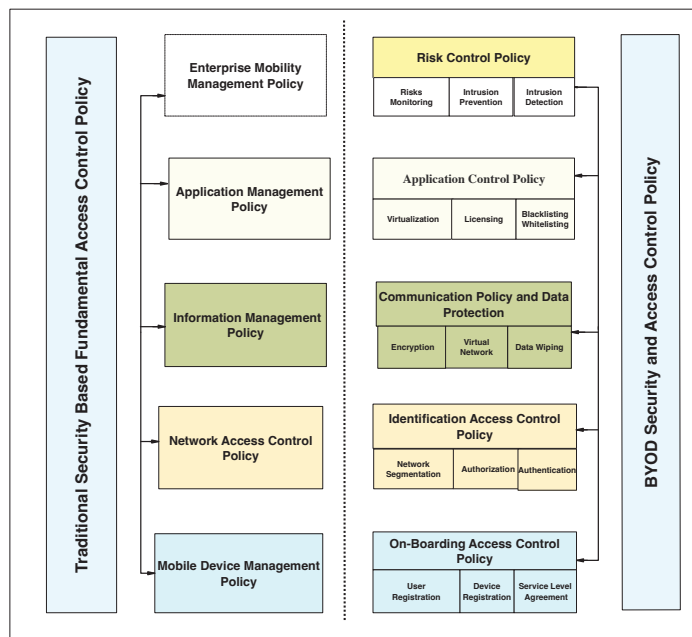 Traditional Security Based Fundamental Access Control Policy
Enterprise Mobility
Management Policy
Application Management
Policy
Information Management
Policy
Network Access Control
Policy
Mobile Device Management
Policy
Risk Control Policy
Risks
Monitoring
Intrusion
Prevention
Intrusion
Detection
Application Control Policy
Virtualization
Licensing
Blacklisting
Whitelisting
Communication Policy and Data
Protection
Encryption
Virtual
Network
Data Wiping
Identification Access Control
Policy
Network
Segmentation
Authorization
Authentication
On-Boarding Access Control
Policy
User
Registration
Device
Registration
Service Level
Agreement
BYOD Security and Access Control Policy